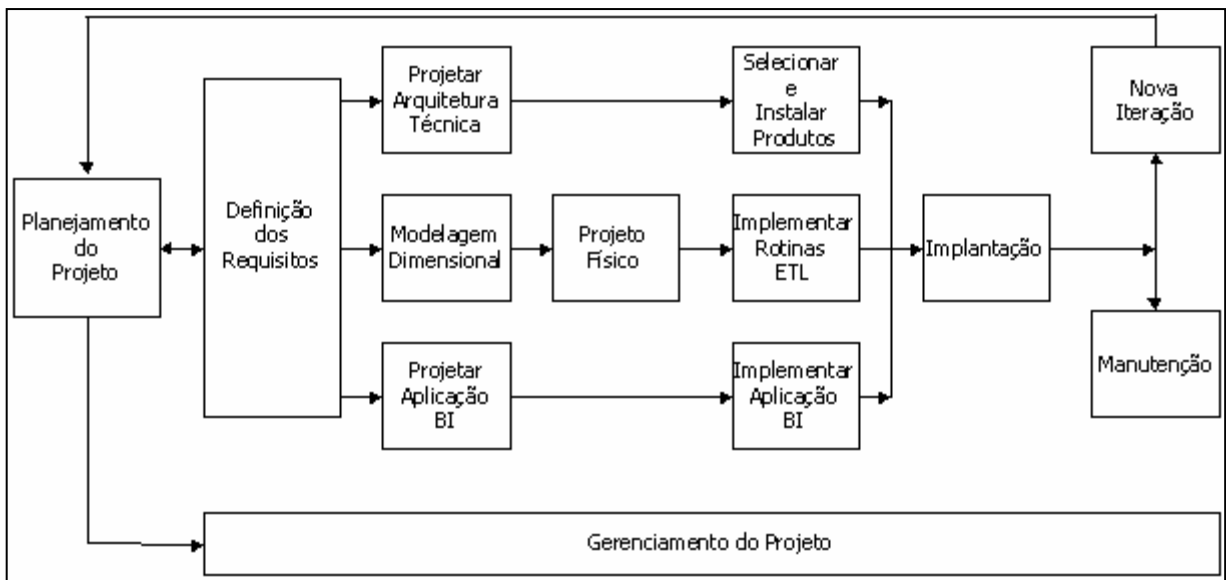 Planejamento
do
Projeto
Definição
dos
Requisitos
Projetar
Arquitetura
Técnica
Selecionar
e
Instalar
Produtos
Modelagem
Dimensional
Projeto
Físico
Implementar
Rotinas
ETL
Projetar
Aplicação
BI
Implementar
Aplicação
BI
Implantação
Nova
Iteração
Manutenção
Gerenciamento do Projeto